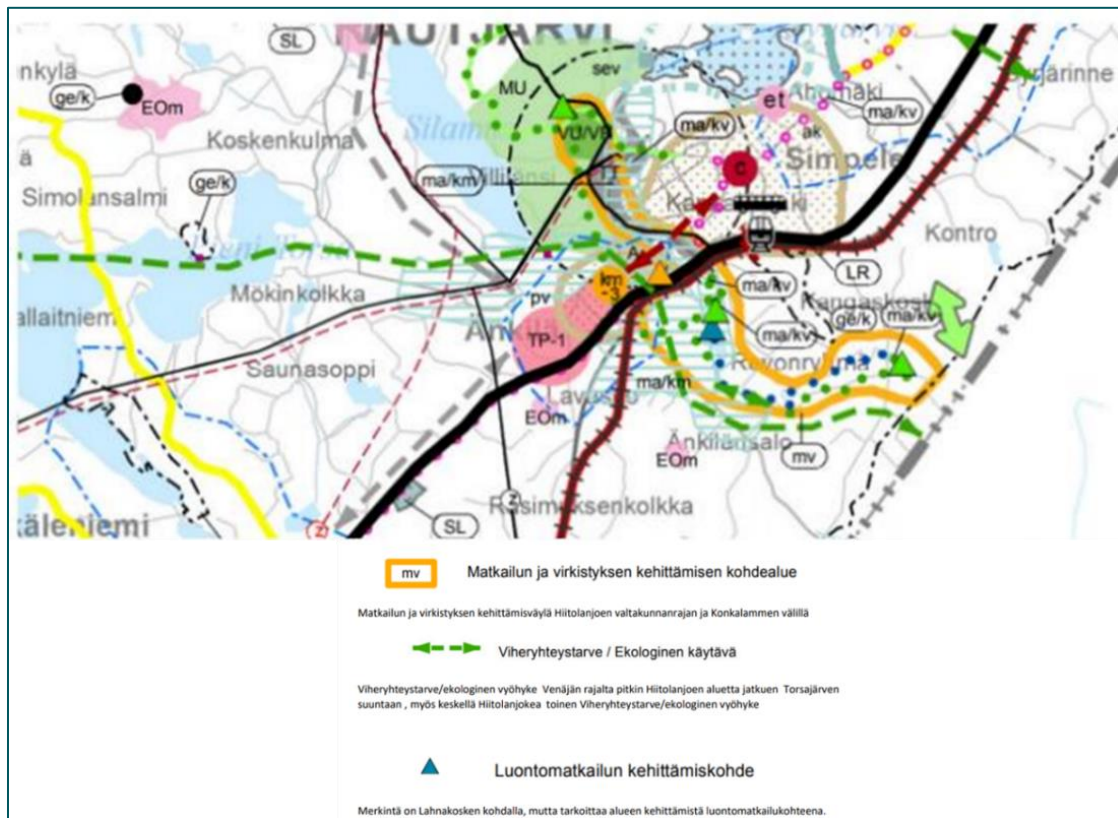 RAUTJÄRVI
SL
sev
MU
nkylä
ge/k
EOm
et
Simpele
ma/kv
ak
ma/kv
Koskenkulma
VU/VR
ma/km
c
Simolansalmi
ge/k
Kontro
LR
A
km
-3
Mökinkolkka
pv
ma/kv
ge/k
ma/kv
ma/kv
TP-1
Saunasoppi
ma/km
EOm
Änkilänsalo
EOm
mv
Z
Räsimyksenkolkka
SL
Z
mv
Matkailun ja virkistyksen kehittämisen kohdealue
Matkailun ja virkistyksen kehittämisväylä Hiitolanjoen valtakunnanrajan ja Konkalammen välillä
Viheryhteystarve / Ekologinen käytävä
Viheryhteystarve/ekologinen vyöhyke Venäjän rajalta pitkin Hiitolanjoen aluetta jatkuen Torsajärven
suuntaan , myös keskellä Hiitolanjokea toinen Viheryhteystarve/ekologinen vyöhyke
Luontomatkailun kehittämiskohde
Merkintä on Lahnakosken kohdalla, mutta tarkoittaa alueen kehittämistä luontomatkailukohteena.